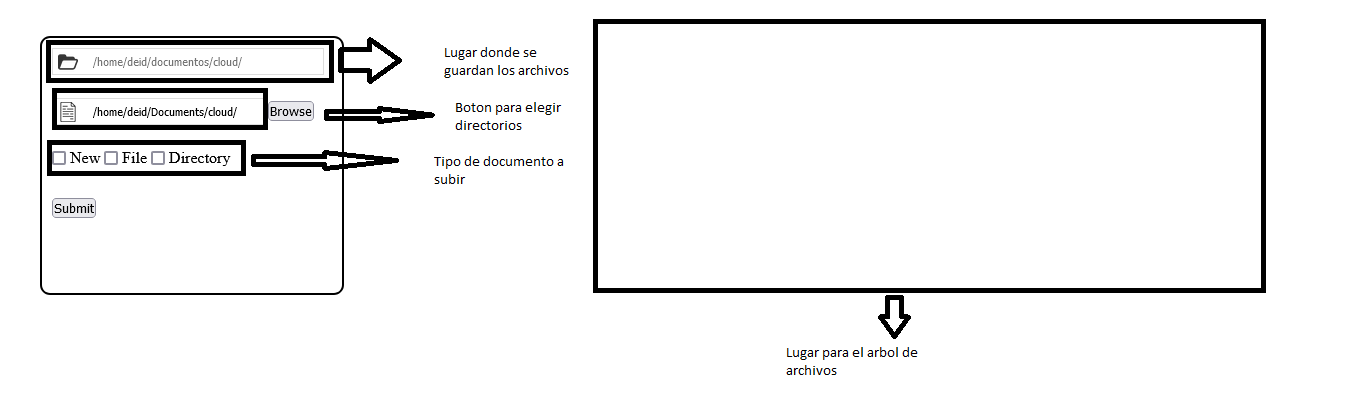 /home/deid/documentos/cloud/
Lugar donde se
guardan los archivos
/home/deid/Documents/cloud/
Browse
Boton para elegir
directorios
New File Directory
Tipo de documento a
subir
Submit
Lugar para el arbol de
archivos